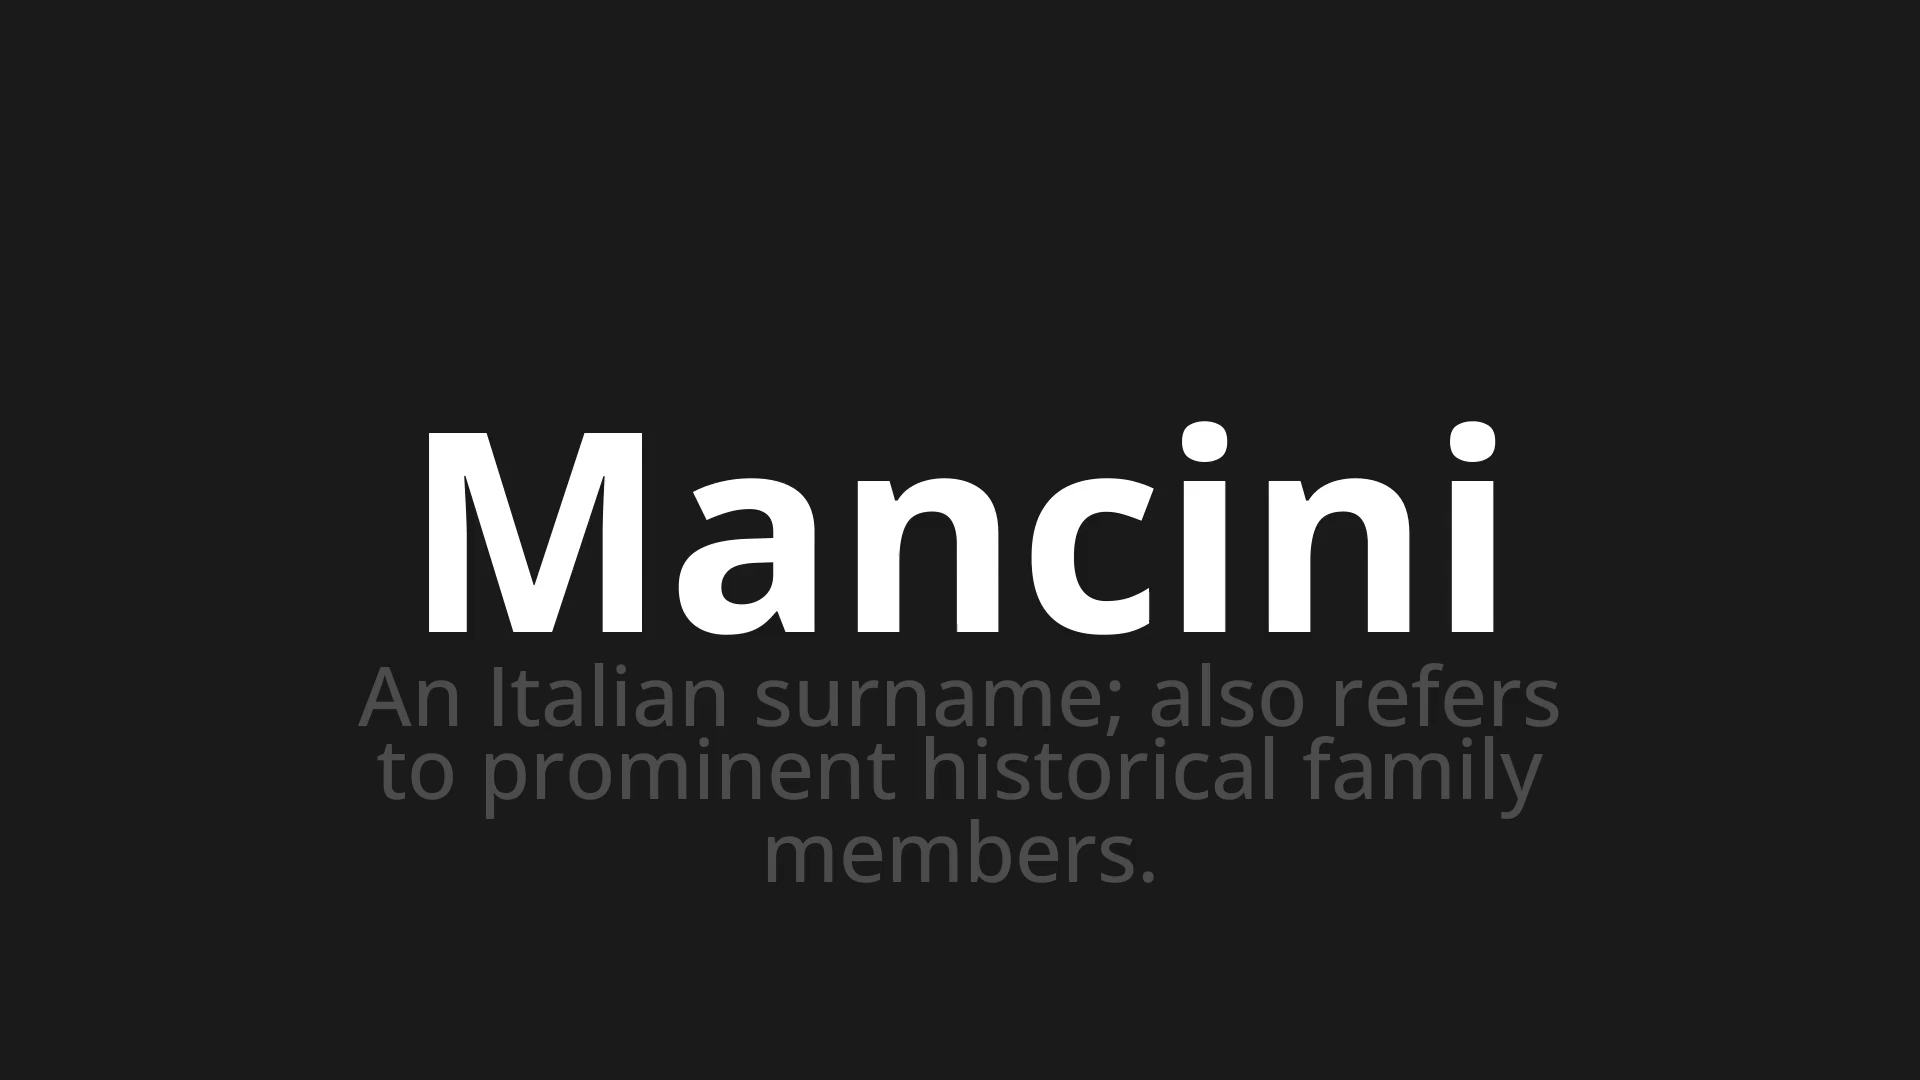 Mancini
An Italian surname; also refers
to prominent historical family
members.